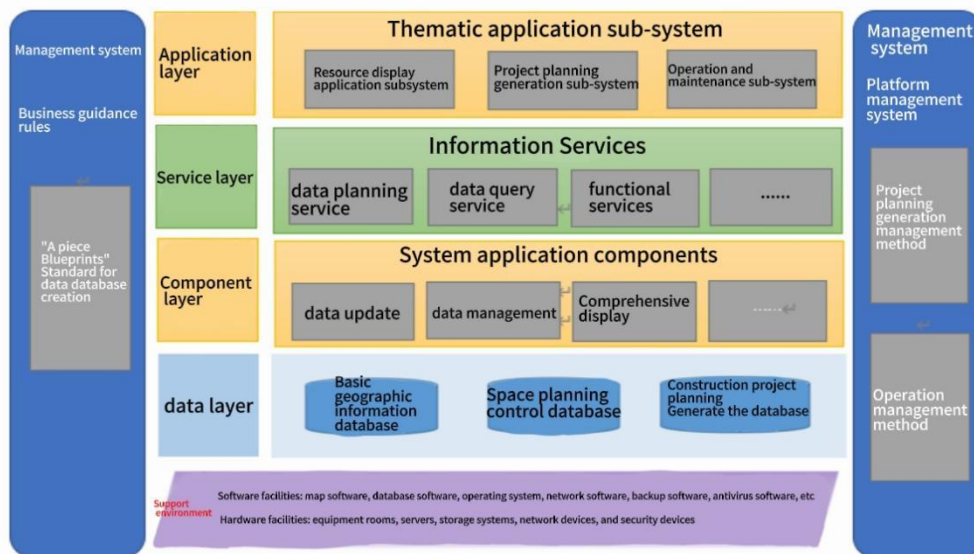 Management system
Business guidance
rules
"A piece
Blueprints"
Standard for
data database
creation
Application
layer
Thematic application sub-system
Resource display
application subsystem
Project planning
generation sub-system
Operation and
maintenance sub-system
Service layer
Information Services
data planning
service
data query
service
functional
services
......
Component
layer
System application components
data update
data management
Comprehensive
display
......
data layer
Basic
geographic
information
database
Space planning
control database
Construction project
planning
Generate the database
Support
environment
Software facilities: map software, database software, operating system, network software, backup software, antivirus software, etc
Hardware facilities: equipment rooms, servers, storage systems, network devices, and security devices
Management
system
Platform
management
system
Project
planning
generation
management
method
Operation
management
method